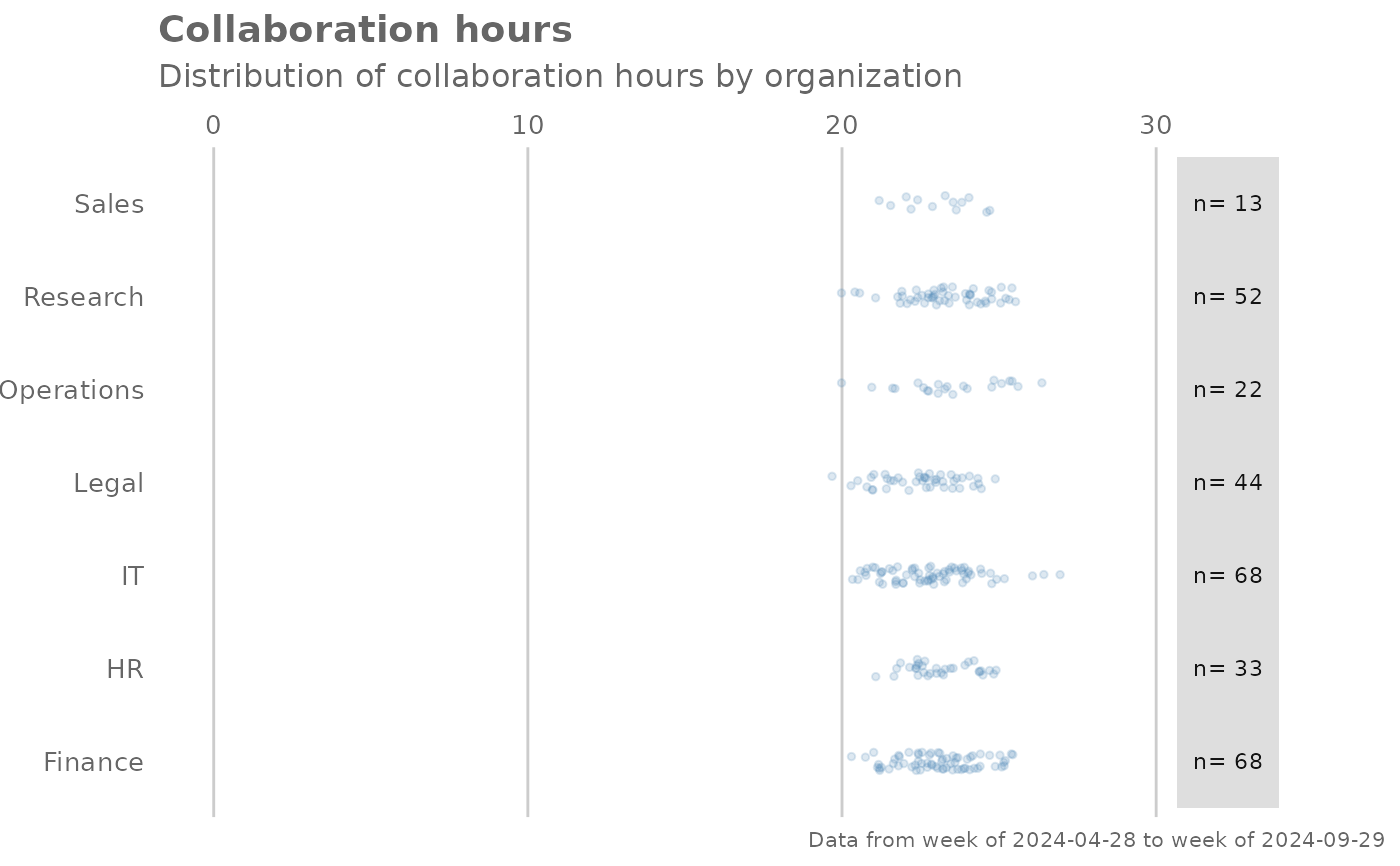 Collaboration hours
Distribution of collaboration hours by organization
0 10 20 30
Sales n= 13
Research n= 52
Operations n= 22
Legal n= 44
IT n= 68
HR n= 33
Finance n= 68
Data from week of 2024-04-28 to week of 2024-09-29